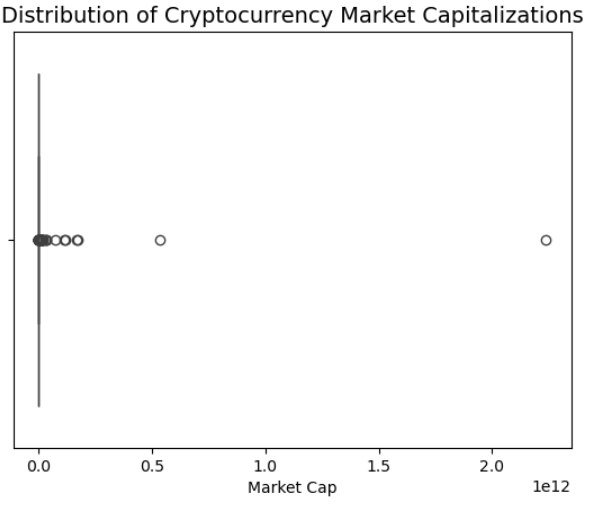 Distribution of Cryptocurrency Market Capitalizations
0.0 0.5 1.0 1.5 2.0
Market Cap
1e12